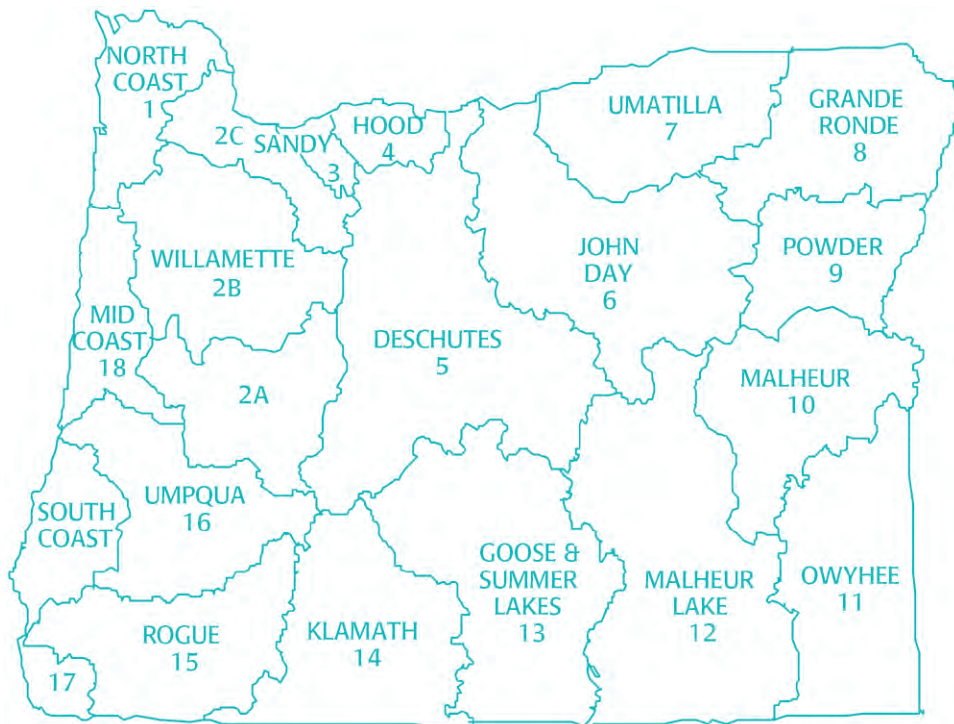 NORTH
COAST
1
2C
SANDY
3
HOOD
4
UMATILLA
7
GRANDE
RONDE
8
WILLAMETTE
2B
JOHN
DAY
6
POWDER
9
MID
COAST
18
DESCHUTES
5
2A
MALHEUR
10
SOUTH
COAST
UMPQUA
16
GOOSE &
SUMMER
LAKES
13
MALHEUR
LAKE
12
OWYHEE
11
ROGUE
15
KLAMATH
14
17